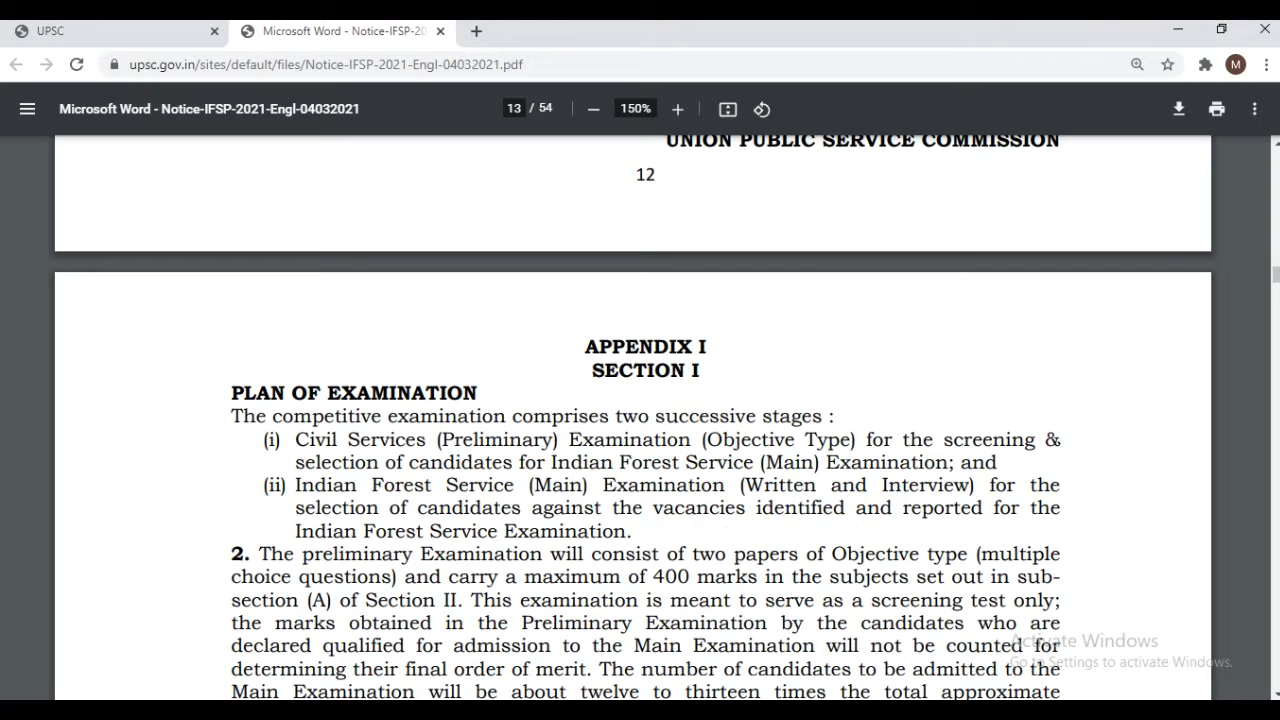 UPSC
Microsoft Word - Notice-IFSP-20
upsc.gov.in/sites/default/files/Notice-IFSP-2021-Engl-04032021.pdf
M
Microsoft Word - Notice-IFSP-2021-Engl-04032021
13 / 54
150%
UNION PUBLIC SERVICE COMMISSION
12
APPENDIX I
SECTION I
PLAN OF EXAMINATION
The competitive examination comprises two successive stages :
(i) Civil Services (Preliminary) Examination (Objective Type) for the screening &
selection of candidates for Indian Forest Service (Main) Examination; and
(ii) Indian Forest Service (Main) Examination (Written and Interview) for the
selection of candidates against the vacancies identified and reported for the
Indian Forest Service Examination.
2. The preliminary Examination will consist of two papers of Objective type (multiple
choice questions) and carry a maximum of 400 marks in the subjects set out in sub-
section (A) of Section II. This examination is meant to serve as a screening test only;
the marks obtained in the Preliminary Examination by the candidates who are
declared qualified for admission to the Main Examination will not be counted for
determining their final order of merit. The number of candidates to be admitted to the
Main Examination will be about twelve to thirteen times the total approximate
Activate Windows
Go to Settings to activate Windows.